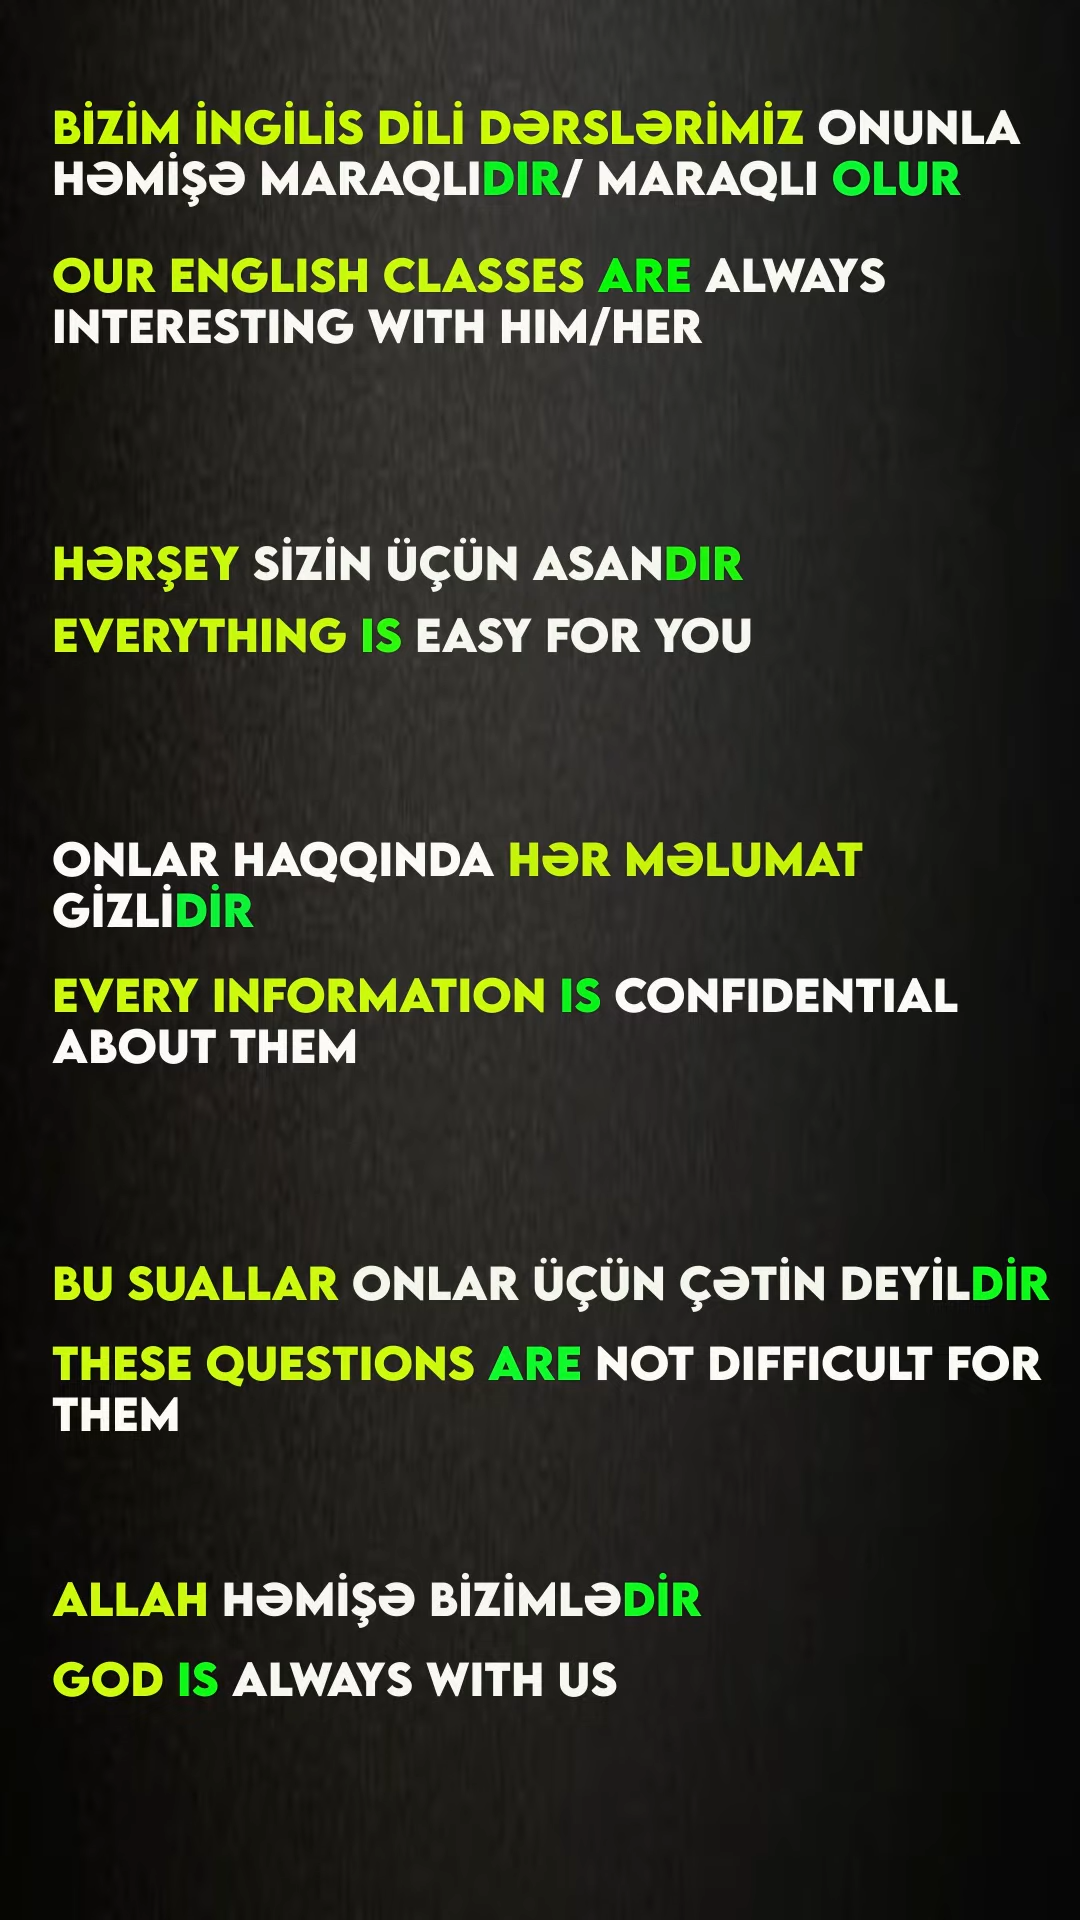 BİZİM İNGİLİS DİLİ DƏRSLƏRİMİZ ONUNLA
HƏMİŞƏ MARAQLIDIR/ MARAQLI OLUR
OUR ENGLISH CLASSES ARE ALWAYS
INTERESTING WITH HIM/HER
HƏRŞEY SİZİN ÜÇÜN ASANDIR
EVERYTHING IS EASY FOR YOU
ONLAR HAQQINDA HƏR MƏLUMAT
GİZLİDİR
EVERY INFORMATION IS CONFIDENTIAL
ABOUT THEM
BU SUALLAR ONLAR ÜÇÜN ÇƏTİN DEYİLDİR
THESE QUESTIONS ARE NOT DIFFICULT FOR
THEM
ALLAH HƏMİŞƏ BİZİMLƏDİR
GOD IS ALWAYS WITH US